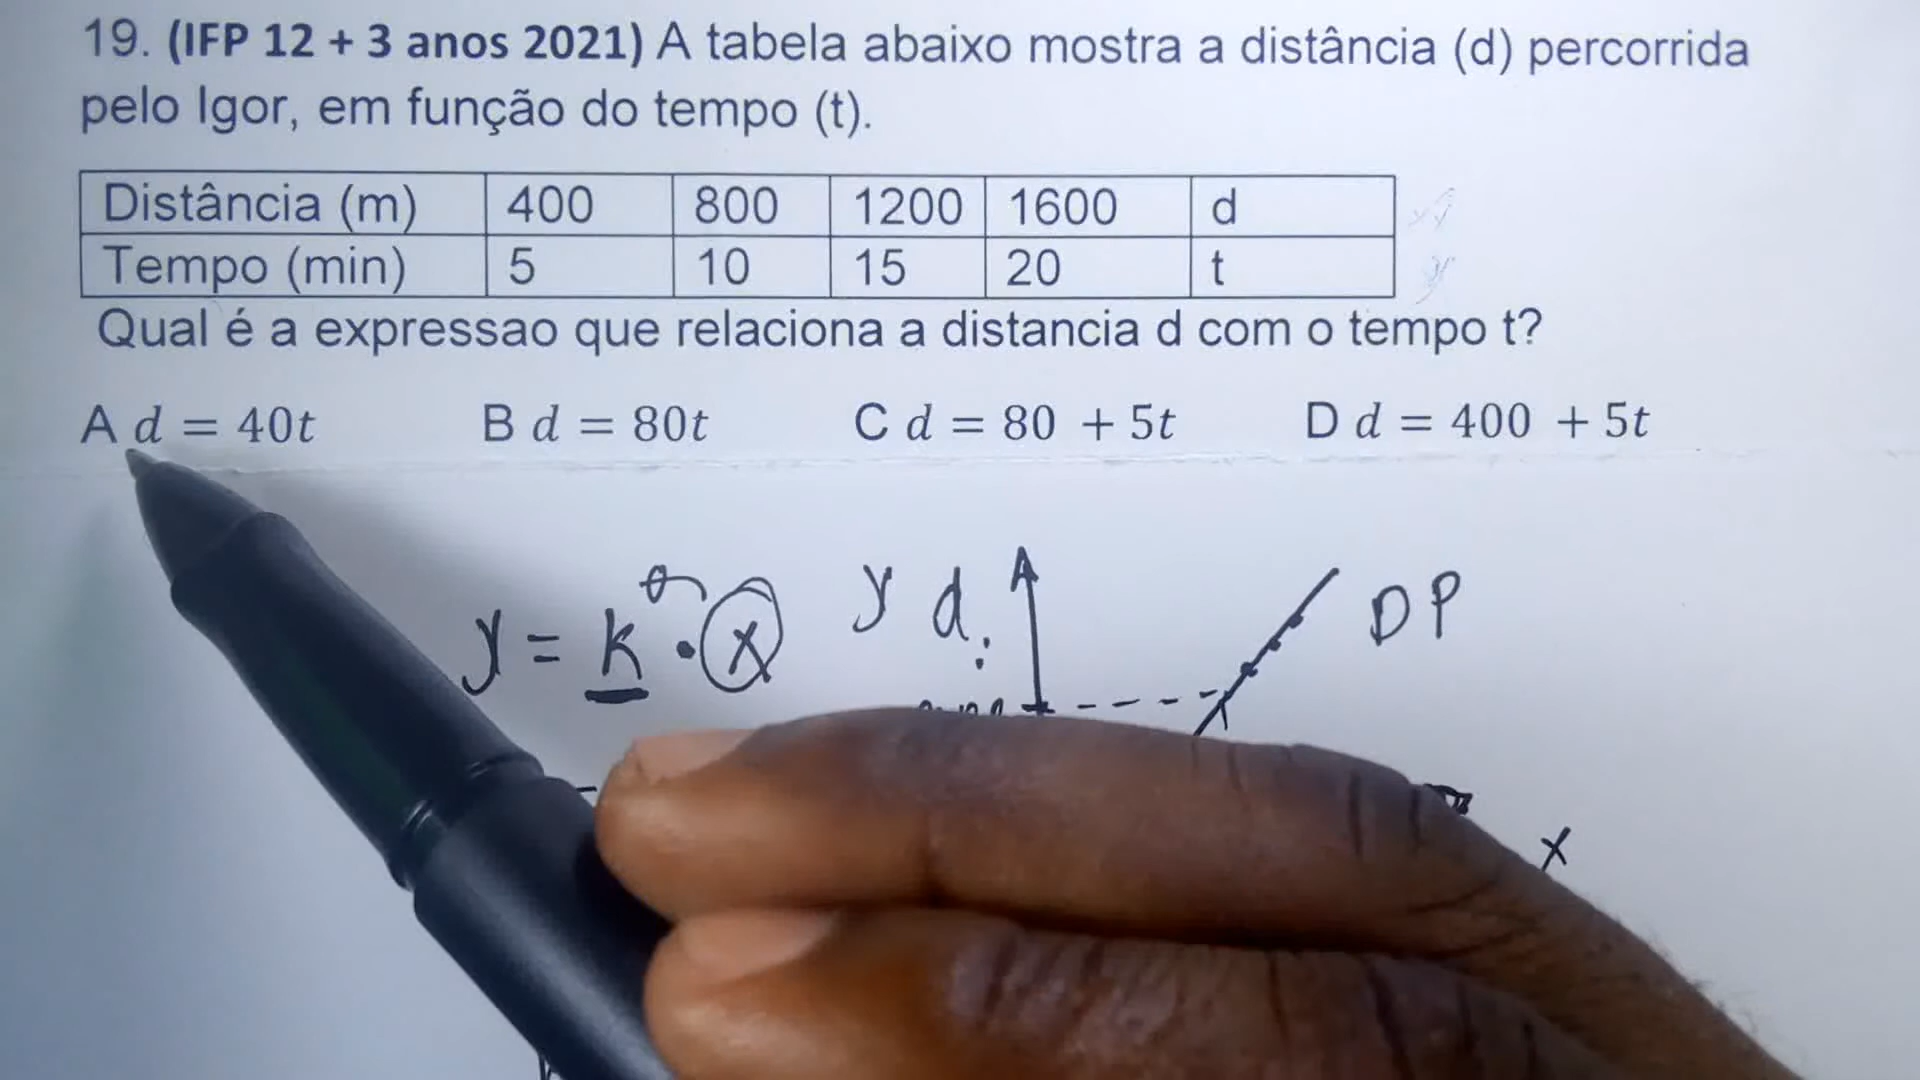 19. (IFP 12 + 3 anos 2021) A tabela abaixo mostra a distância (d) percorrida
pelo Igor, em função do tempo (t).
Distância (m) 400 800 1200 1600 d
Tempo (min) 5 10 15 20 t
Qual é a expressao que relaciona a distancia d com o tempo t?
A d = 40t B d = 80t C d = 80 + 5t D d = 400 + 5t
y = k · x y d DP
x